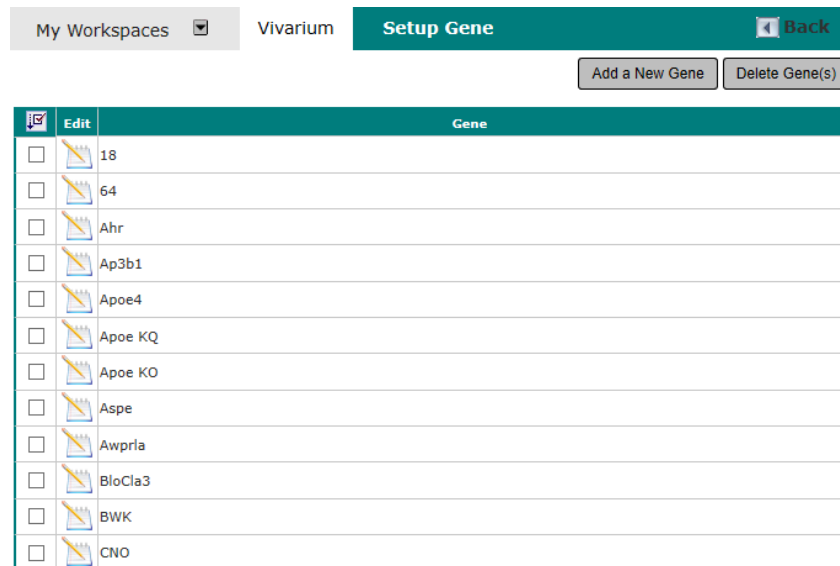 My Workspaces Vivarium Setup Gene Back
Add a New Gene Delete Gene(s)
Edit Gene
18
64
Ahr
Ap3b1
Apoe4
Apoe KQ
Apoe KO
Aspe
Awprla
BloCla3
BWK
CNO